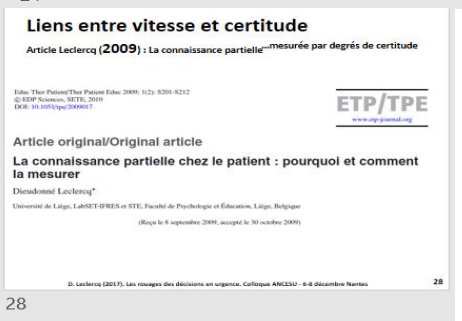 Liens entre vitesse et certitude
Article Leclercq (2009) : La connaissance partielle...mesurée par degrés de certitude
Educ Ther Patient/Ther Patient Educ 2009; 1(2): S201-S212
© EDP Sciences, SETE, 2010
DOI: 10.1051/tpe/2009017
ETP/TPE
www.etp-journal.org
Article original/Original article
La connaissance partielle chez le patient : pourquoi et comment
la mesurer
Dieudonné Leclercq*
Université de Liège, LabSET-IFRES et STE, Faculté de Psychologie et Éducation, Liège, Belgique
(Reçu le 8 septembre 2009, accepté le 30 octobre 2009)
D. Leclercq (2017). Les rouages des décisions en urgence. Colloque ANCESU - 6-8 décembre Nantes
28
28